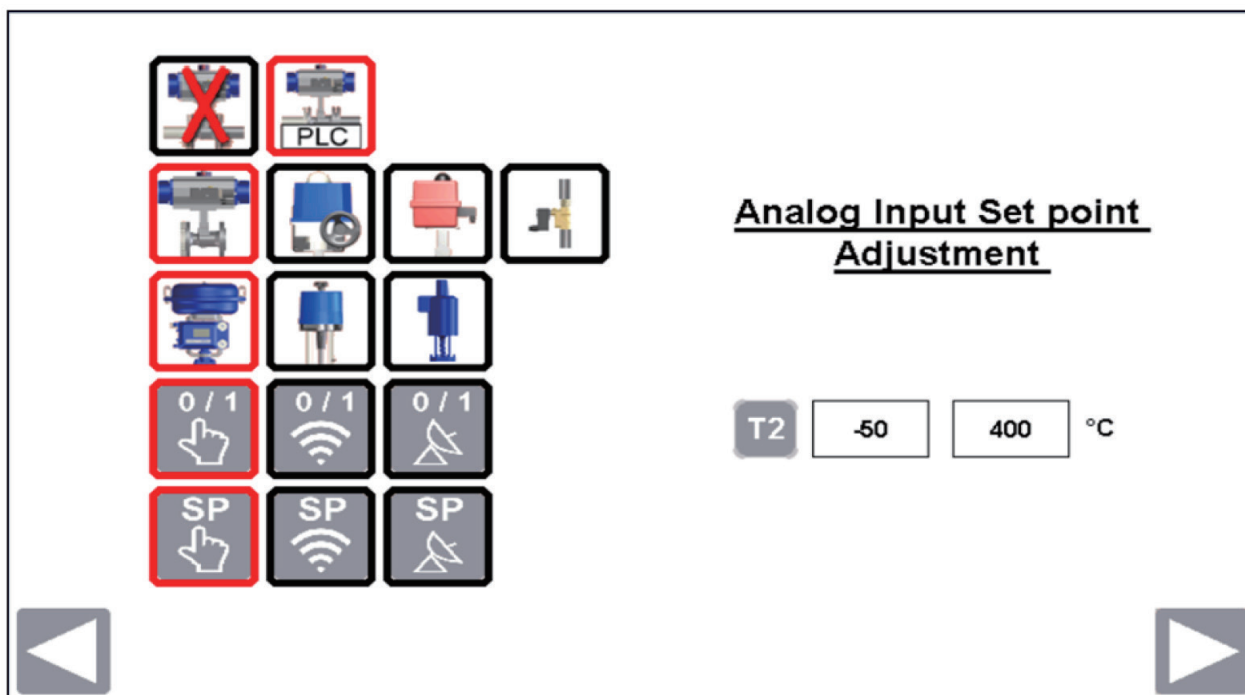 PLC
Analog Input Set point
Adjustment
0 / 1 0 / 1 0 / 1
T2 -50 400 °C
SP SP SP